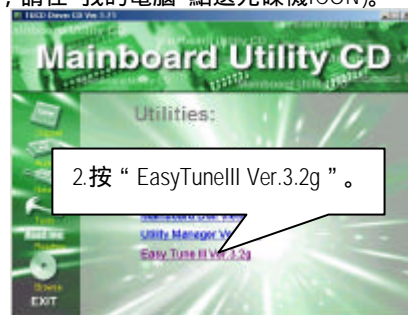 ，請在“我的電腦”點選光碟機ICON)。
Mainboard Utility CD
Utilities:
2.按“ EasyTuneIII Ver.3.2g ”。
Utility Manager Ve
Easy Tune III Ver.3.2g
EXIT